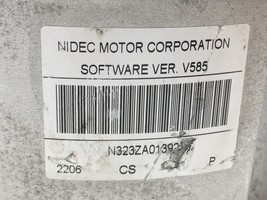 NIDEC MOTOR CORPORATION
SOFTWARE VER. V585
2206 CS P